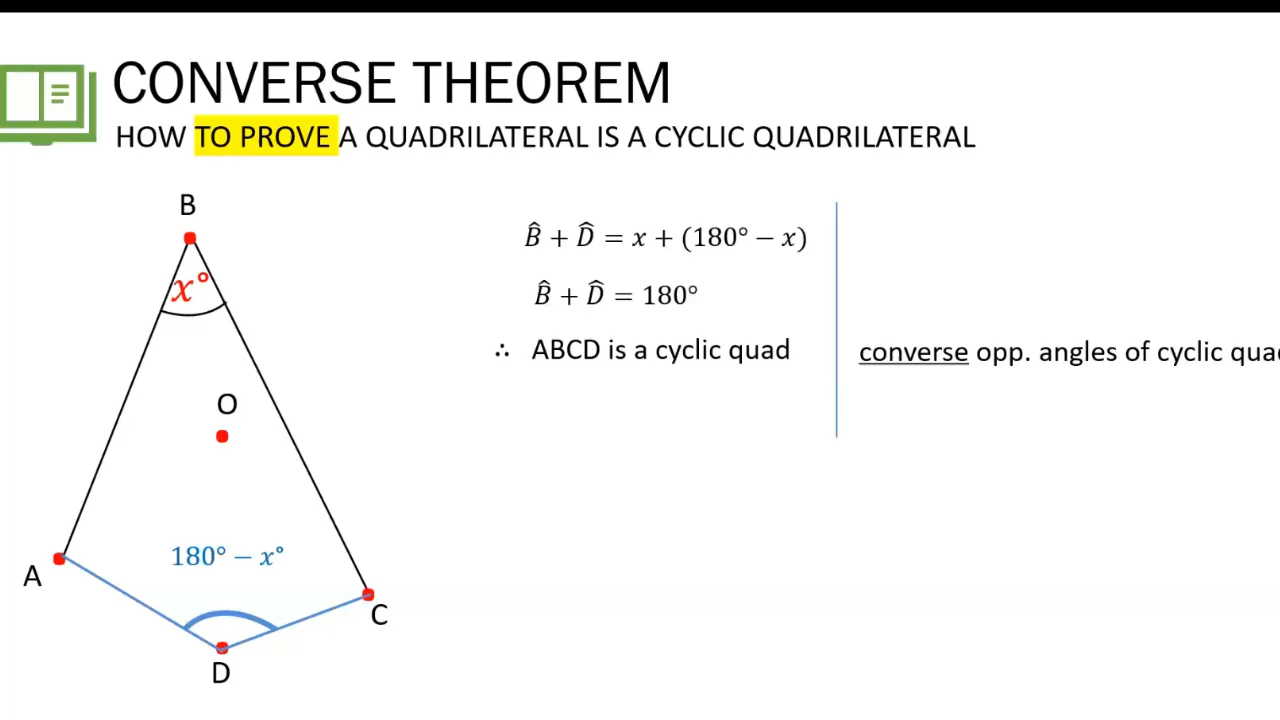 CONVERSE THEOREM
HOW TO PROVE A QUADRILATERAL IS A CYCLIC QUADRILATERAL
B
x°
O
180° − x°
A
C
D
B̂ + D̂ = x + (180° − x)
B̂ + D̂ = 180°
∴ ABCD is a cyclic quad
converse opp. angles of cyclic quad